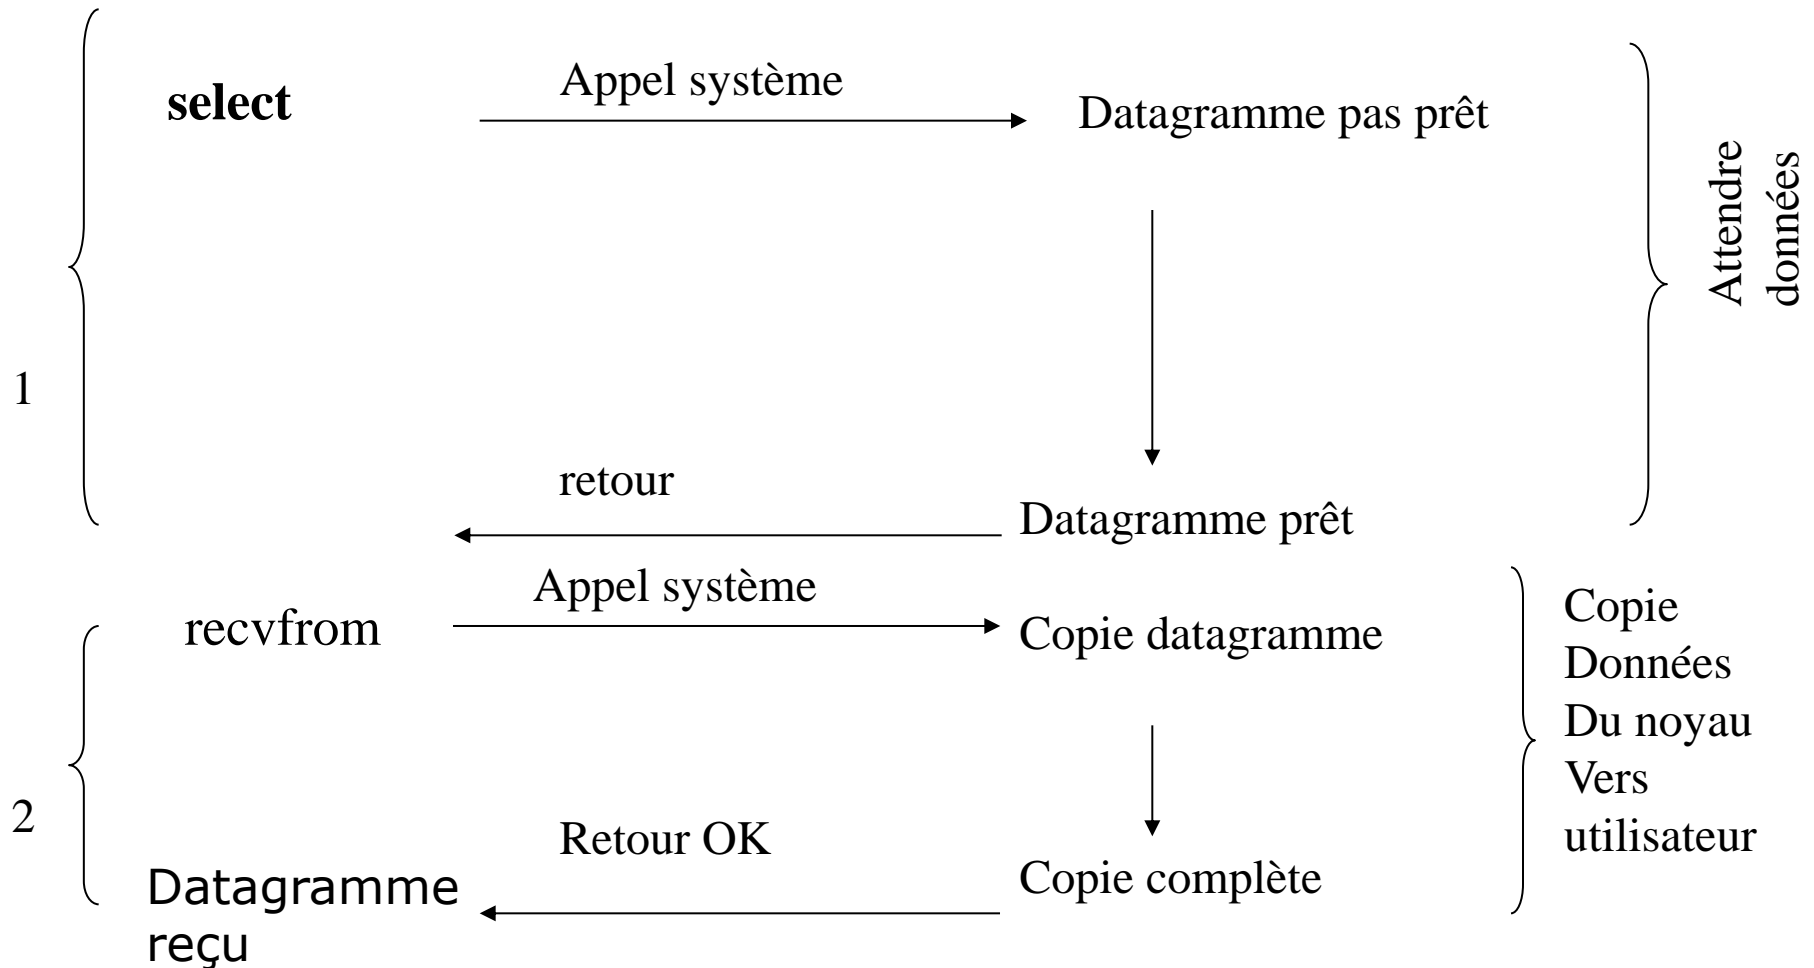 select
Appel système
Datagramme pas prêt
Attendre
données
1
retour
Datagramme prêt
Appel système
recvfrom
Copie datagramme
Copie
Données
Du noyau
Vers
utilisateur
2
Retour OK
Copie complète
Datagramme
reçu